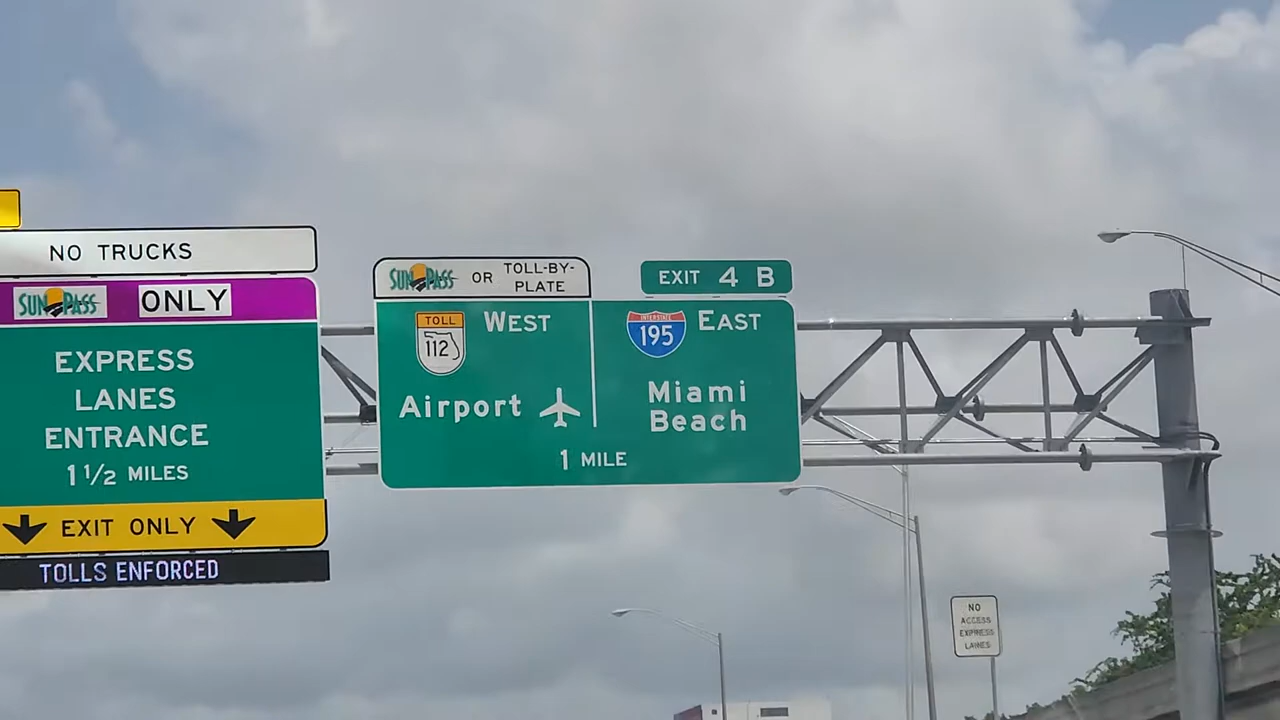 NO TRUCKS
SUNPASS ONLY
EXPRESS
LANES
ENTRANCE
1 1/2 MILES
EXIT ONLY
TOLLS ENFORCED
SUNPASS OR TOLL-BY-
PLATE
TOLL
112
WEST
Airport
EXIT 4 B
INTERSTATE
195
EAST
Miami
Beach
1 MILE
NO
ACCESS
EXPRESS
LANES